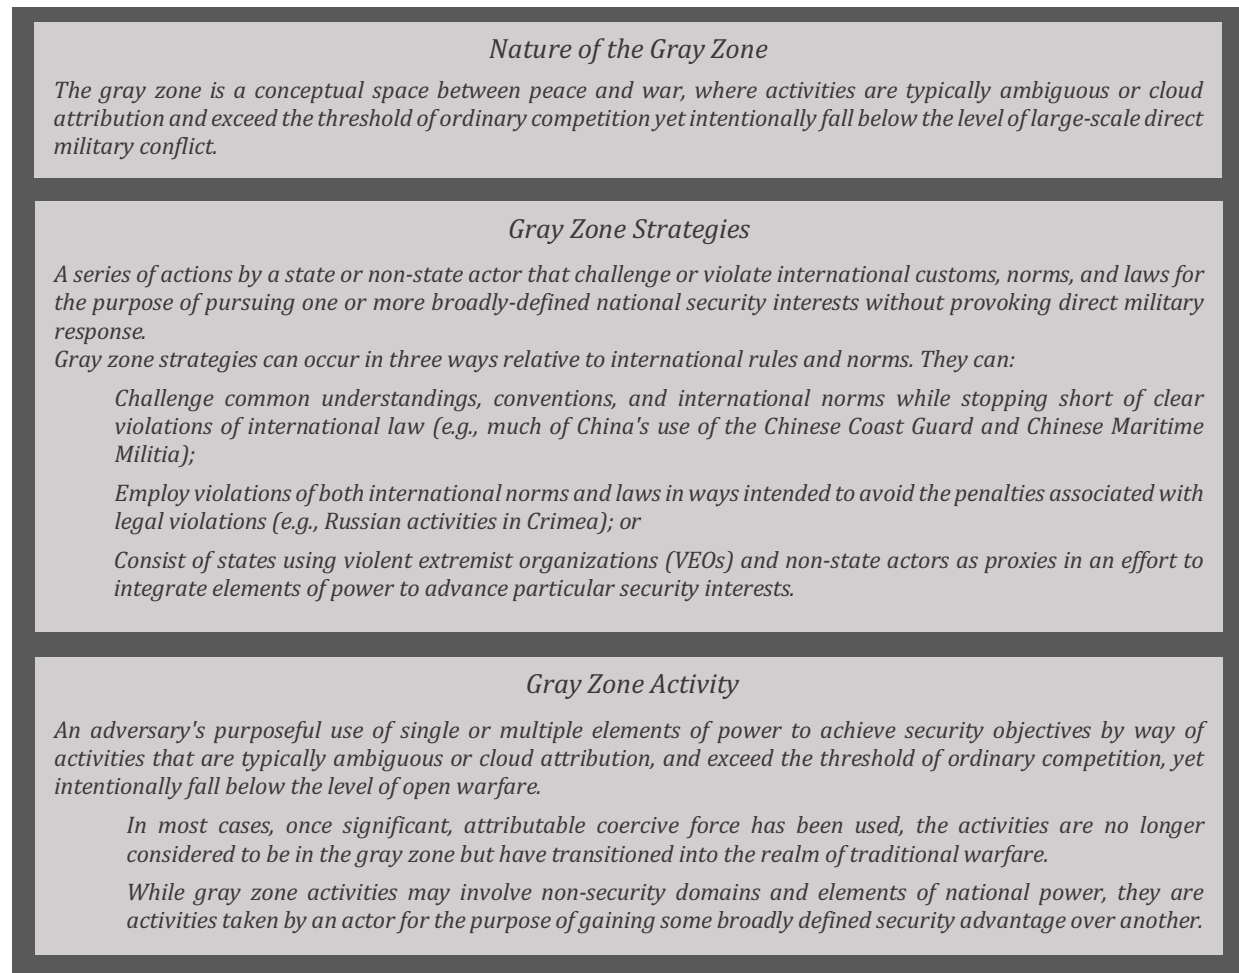 Nature of the Gray Zone
The gray zone is a conceptual space between peace and war, where activities are typically ambiguous or cloud
attribution and exceed the threshold of ordinary competition yet intentionally fall below the level of large-scale direct
military conflict.
Gray Zone Strategies
A series of actions by a state or non-state actor that challenge or violate international customs, norms, and laws for
the purpose of pursuing one or more broadly-defined national security interests without provoking direct military
response.
Gray zone strategies can occur in three ways relative to international rules and norms. They can:
Challenge common understandings, conventions, and international norms while stopping short of clear
violations of international law (e.g., much of China's use of the Chinese Coast Guard and Chinese Maritime
Militia);
Employ violations of both international norms and laws in ways intended to avoid the penalties associated with
legal violations (e.g., Russian activities in Crimea); or
Consist of states using violent extremist organizations (VEOs) and non-state actors as proxies in an effort to
integrate elements of power to advance particular security interests.
Gray Zone Activity
An adversary's purposeful use of single or multiple elements of power to achieve security objectives by way of
activities that are typically ambiguous or cloud attribution, and exceed the threshold of ordinary competition, yet
intentionally fall below the level of open warfare.
In most cases, once significant, attributable coercive force has been used, the activities are no longer
considered to be in the gray zone but have transitioned into the realm of traditional warfare.
While gray zone activities may involve non-security domains and elements of national power, they are
activities taken by an actor for the purpose of gaining some broadly defined security advantage over another.